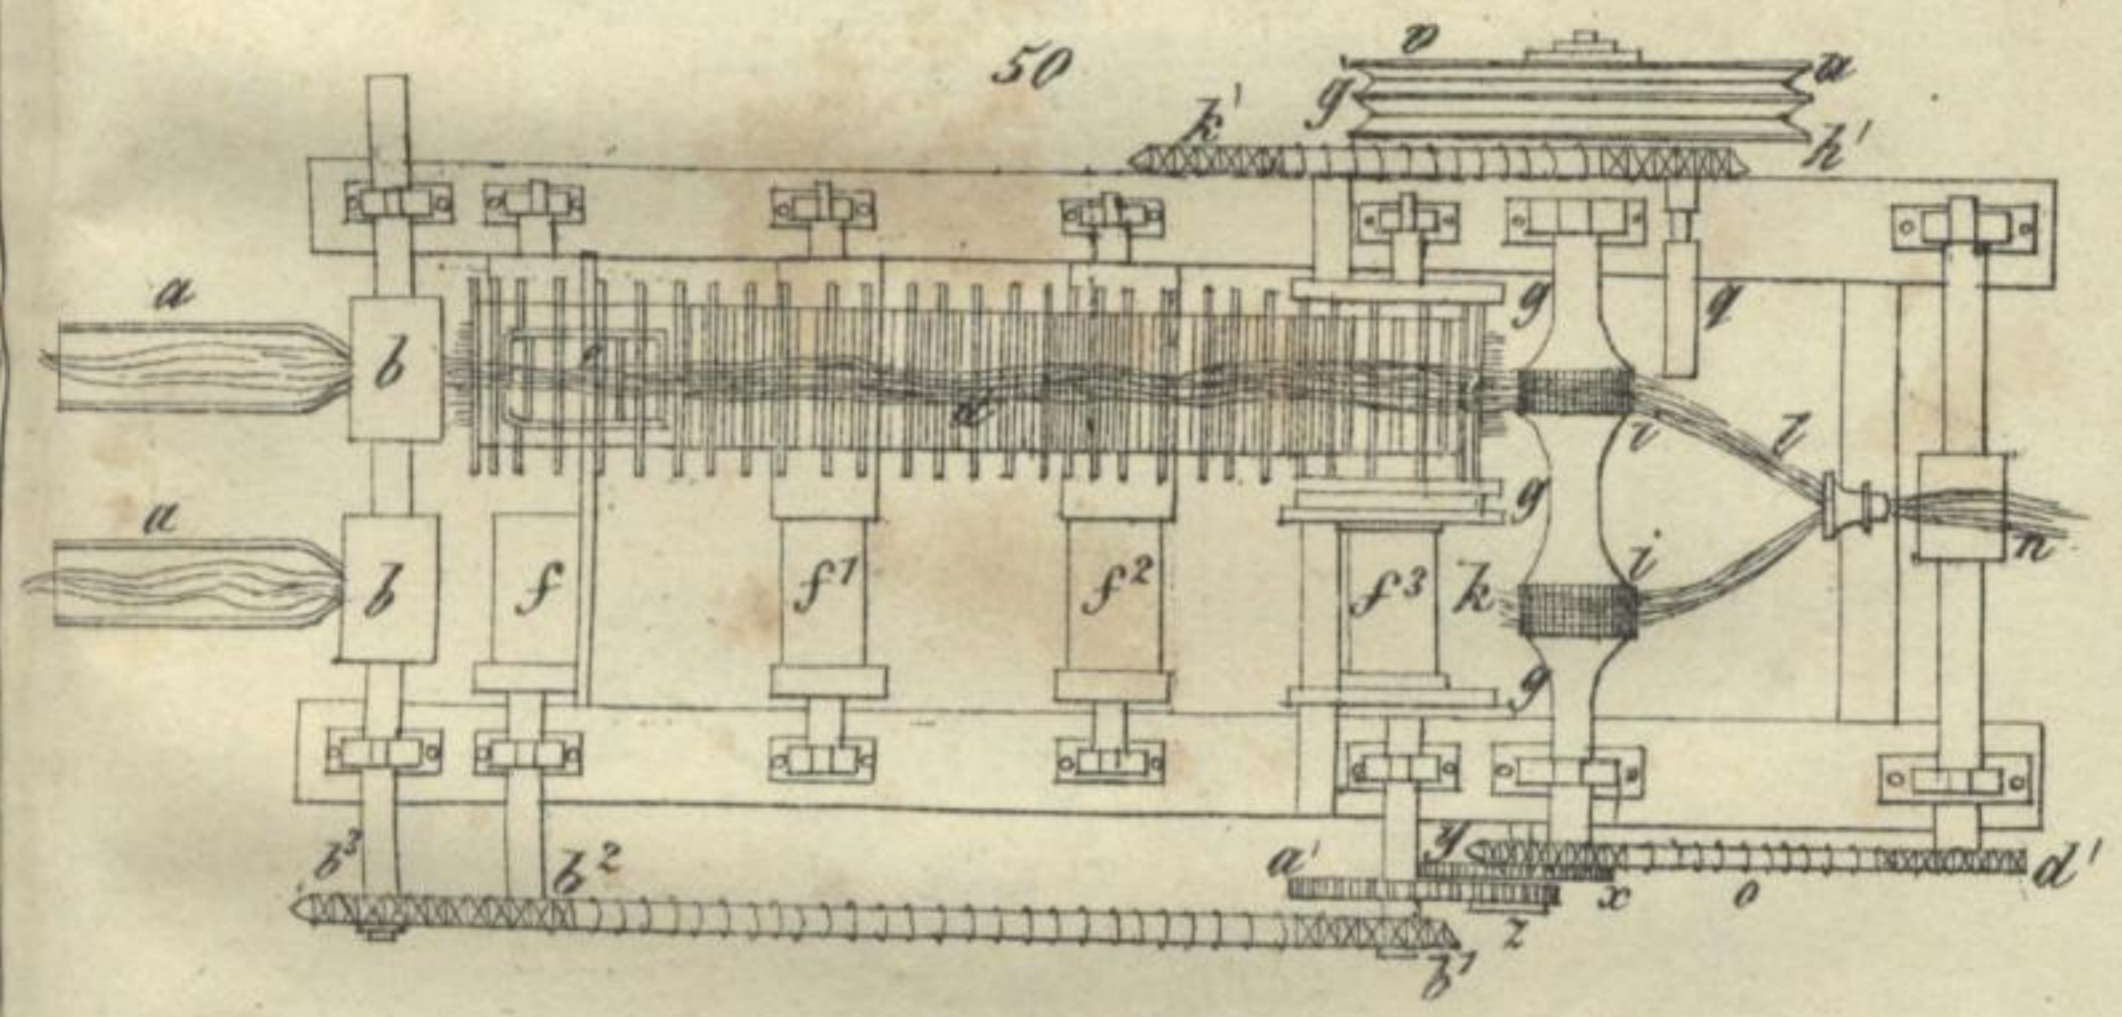 50
v u
g
k' h'
a g q
b
d i l
a g
b f f1 f2 f3 k i n
g
b3 b2 a' y x o d'
z
b1